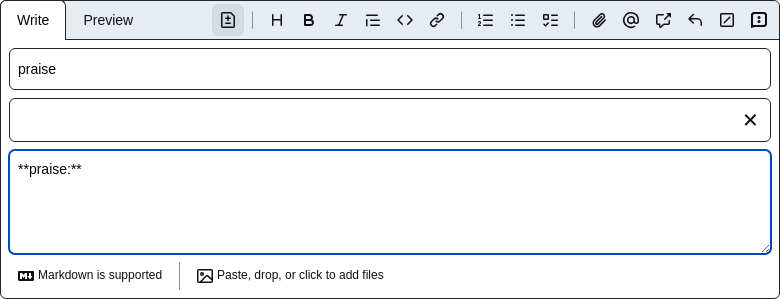 Write Preview
praise
**praise:**
Markdown is supported Paste, drop, or click to add files